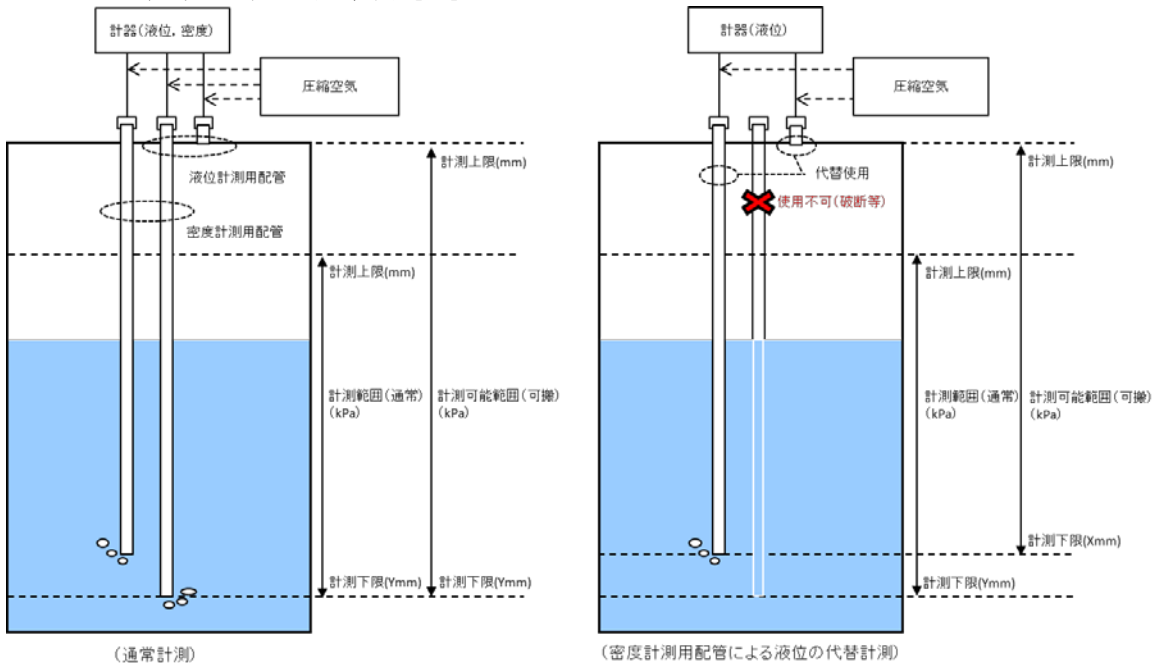 計器(液位，密度)
圧縮空気
計測上限(mm)
液位計測用配管
密度計測用配管
計測上限(mm)
計測範囲(通常)
(kPa)
計測可能範囲(可搬)
(kPa)
計測下限(Ymm)
計測下限(Ymm)
(通常計測)
計器(液位)
圧縮空気
計測上限(mm)
代替使用
使用不可(破断等)
計測上限(mm)
計測範囲(通常)
(kPa)
計測可能範囲(可搬)
(kPa)
計測下限(Xmm)
計測下限(Ymm)
(密度計測用配管による液位の代替計測)